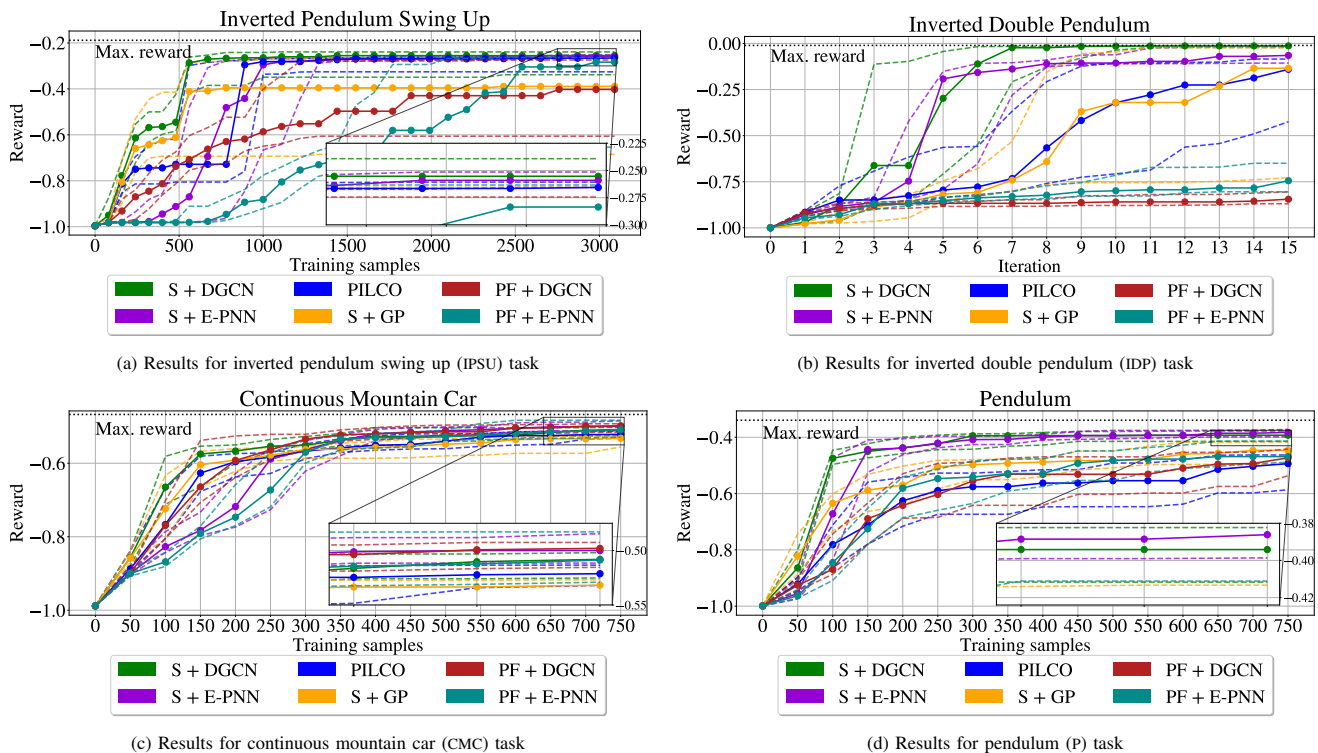 Inverted Pendulum Swing Up
Max. reward
Reward
−0.2
−0.4
−0.6
−0.8
−1.0
−0.225
−0.250
−0.275
−0.300
0 500 1000 1500 2000 2500 3000
Training samples
S + DGCN PILCO PF + DGCN
S + E-PNN S + GP PF + E-PNN
(a) Results for inverted pendulum swing up (IPSU) task
Inverted Double Pendulum
Max. reward
Reward
0.00
−0.25
−0.50
−0.75
−1.00
0 1 2 3 4 5 6 7 8 9 10 11 12 13 14 15
Iteration
S + DGCN PILCO PF + DGCN
S + E-PNN S + GP PF + E-PNN
(b) Results for inverted double pendulum (IDP) task
Continuous Mountain Car
Max. reward
Reward
−0.6
−0.8
−1.0
−0.50
−0.55
0 50 100 150 200 250 300 350 400 450 500 550 600 650 700 750
Training samples
S + DGCN PILCO PF + DGCN
S + E-PNN S + GP PF + E-PNN
(c) Results for continuous mountain car (CMC) task
Pendulum
Max. reward
Reward
−0.4
−0.6
−0.8
−1.0
−0.38
−0.40
−0.42
0 50 100 150 200 250 300 350 400 450 500 550 600 650 700 750
Training samples
S + DGCN PILCO PF + DGCN
S + E-PNN S + GP PF + E-PNN
(d) Results for pendulum (P) task